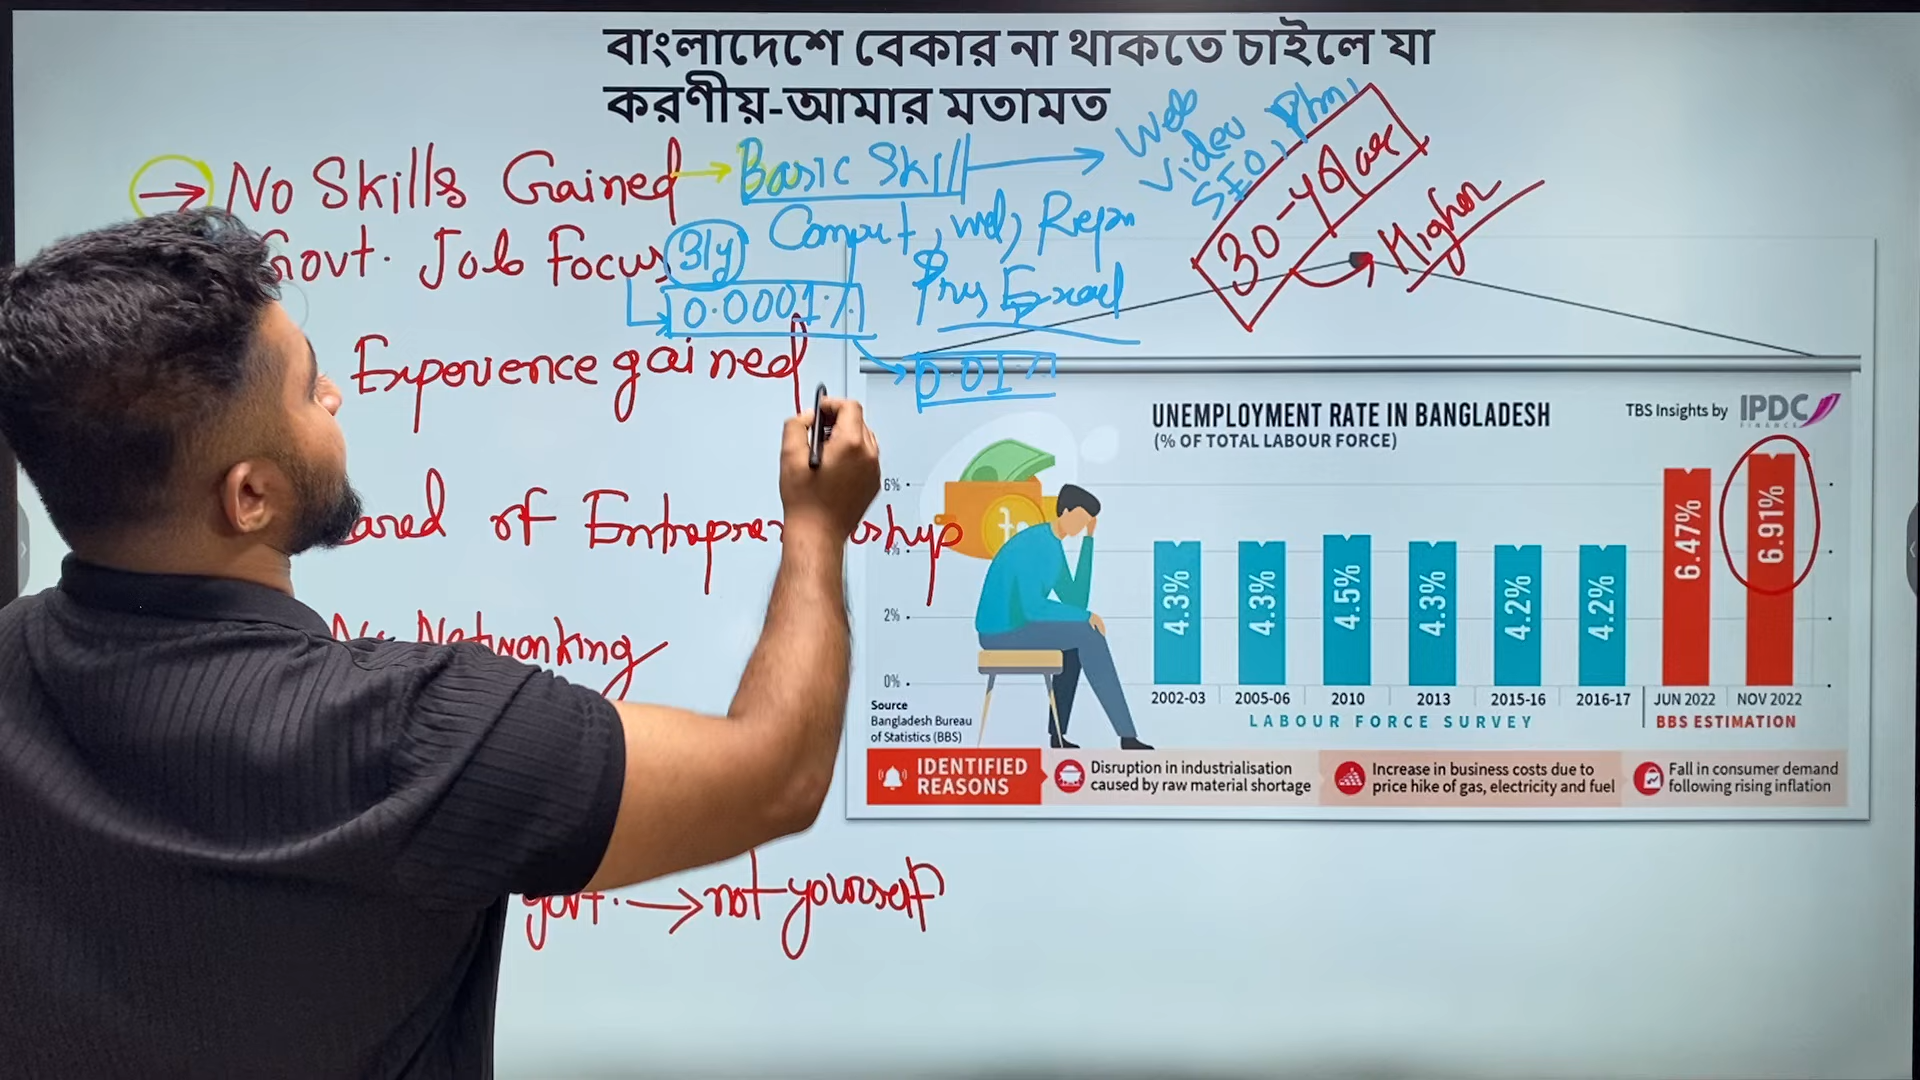 বাংলাদেশে বেকার না থাকতে চাইলে যা
করণীয়-আমার মতামত
→ No Skills Gained → Basic Skill →
Web
Video
SEO,
30-40 lac
Higher
Govt. Job Focus
3ly
0.0001%
0.01%
Experience gained
of Entrepre
Networking
govt. → not yourself
UNEMPLOYMENT RATE IN BANGLADESH
(% OF TOTAL LABOUR FORCE)
TBS Insights by IPDC
FINANCE
6%
4%
2%
0%
4.3%
4.3%
4.5%
4.3%
4.2%
4.2%
6.47%
6.91%
2002-03 2005-06 2010 2013 2015-16 2016-17 JUN 2022 NOV 2022
LABOUR FORCE SURVEY BBS ESTIMATION
Source
Bangladesh Bureau
of Statistics (BBS)
IDENTIFIED
REASONS
Disruption in industrialisation
caused by raw material shortage
Increase in business costs due to
price hike of gas, electricity and fuel
Fall in consumer demand
following rising inflation